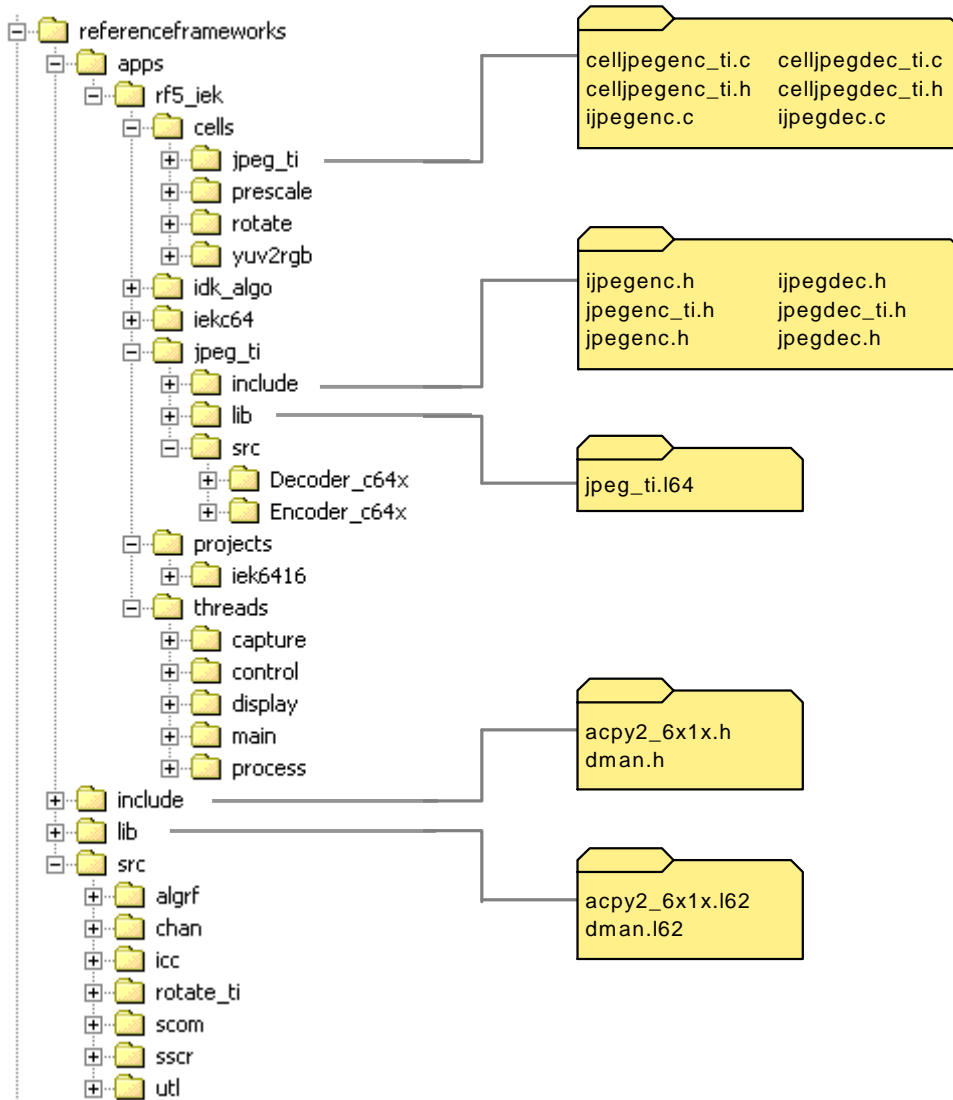 referenceframeworks
apps
rf5_iek
cells
jpeg_ti
prescale
rotate
yuv2rgb
idk_algo
iekc64
jpeg_ti
include
lib
src
Decoder_c64x
Encoder_c64x
projects
iek6416
threads
capture
control
display
main
process
include
lib
src
algrf
chan
icc
rotate_ti
scom
sscr
utl
celljpegenc_ti.c celljpegdec_ti.c
celljpegenc_ti.h celljpegdec_ti.h
ijpegenc.c ijpegdec.c
ijpegenc.h ijpegdec.h
jpegenc_ti.h jpegdec_ti.h
jpegenc.h jpegdec.h
jpeg_ti.l64
acpy2_6x1x.h
dman.h
acpy2_6x1x.l62
dman.l62